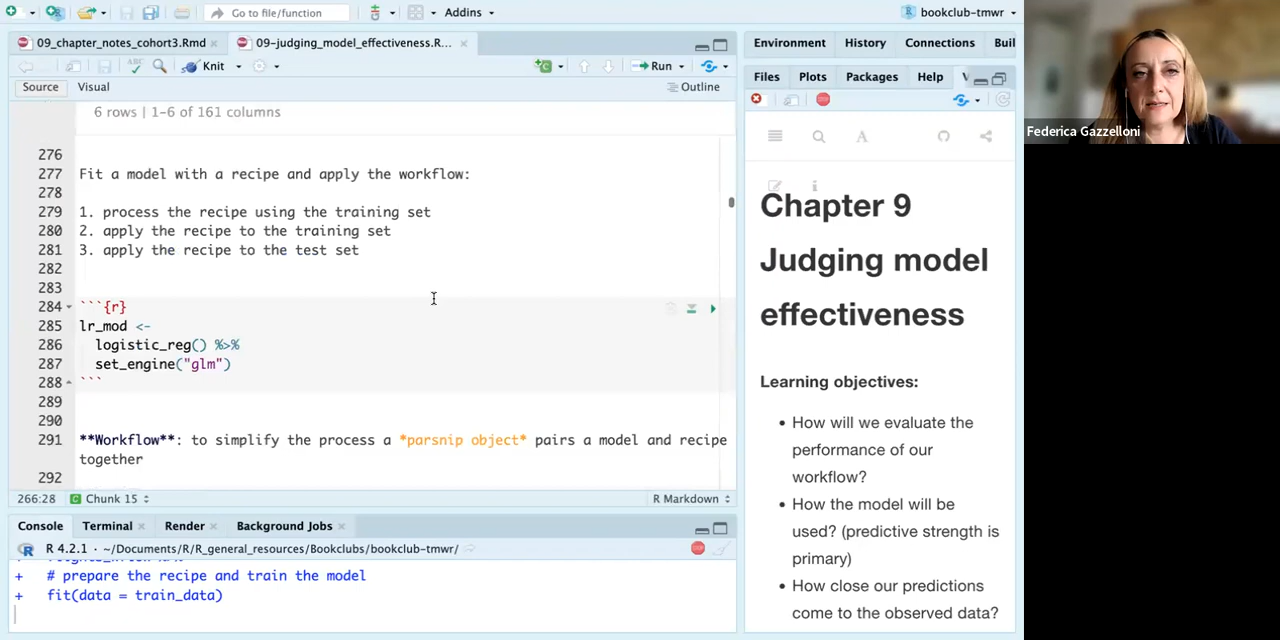 Go to file/function
Addins
bookclub-tmwr
09_chapter_notes_cohort3.Rmd
09-judging_model_effectiveness.R...
Environment
History
Connections
Buil
ABC
Knit
Run
Files
Plots
Packages
Help
V
Source
Visual
Outline
6 rows | 1-6 of 161 columns
276
277 Fit a model with a recipe and apply the workflow:
278
279 1. process the recipe using the training set
280 2. apply the recipe to the training set
281 3. apply the recipe to the test set
282
283
284 ```{r}
285 lr_mod <-
286 logistic_reg() %>%
287 set_engine("glm")
288 ```
289
290
291 **Workflow**: to simplify the process a *parsnip object* pairs a model and recipe
together
292
266:28
Chunk 15
R Markdown
Console
Terminal
Render
Background Jobs
R 4.2.1 · ~/Documents/R/R_general_resources/Bookclubs/bookclub-tmwr/
+ # prepare the recipe and train the model
+ fit(data = train_data)
A
Chapter 9
Judging model
effectiveness
Learning objectives:
• How will we evaluate the
performance of our
workflow?
• How the model will be
used? (predictive strength is
primary)
• How close our predictions
come to the observed data?
Federica Gazzelloni